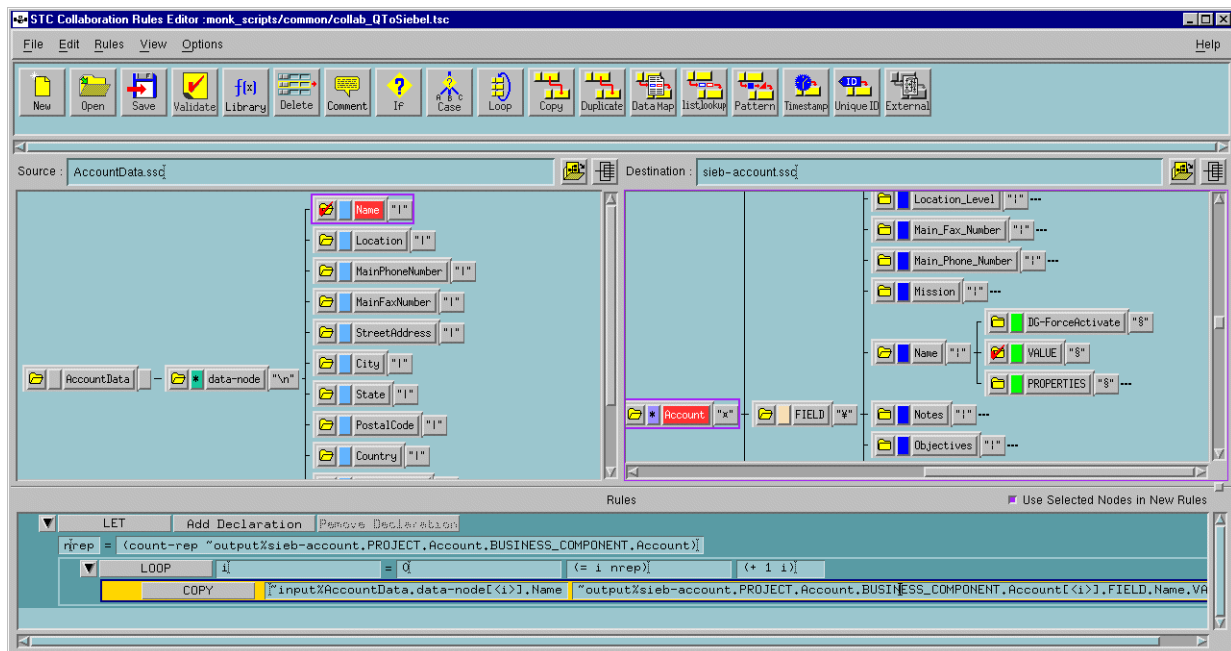 STC Collaboration Rules Editor :monk_scripts/common/collab_QToSiebel.tsc
File Edit Rules View Options Help
f(x) ? A B C ID
New Open Save Validate Library Delete Comment If Case Loop Copy Duplicate Data Map listlookup Pattern Timestamp Unique ID External
Source : AccountData.ssc Destination : sieb-account.ssc
Name "|"
Location "|"
MainPhoneNumber "|"
MainFaxNumber "|"
StreetAddress "|"
City "|"
AccountData * data-node "\n"
State "|"
PostalCode "|"
Country "|"
Location_Level "¦"
Main_Fax_Number "¦"
Main_Phone_Number "¦"
Mission "¦"
DG-ForceActivate "§"
Name "¦" VALUE "§"
PROPERTIES "§"
* Account "×" FIELD "¥" Notes "¦"
Objectives "¦"
Rules Use Selected Nodes in New Rules
LET Add Declaration Remove Declaration
nrep = (count-rep ~output%sieb-account.PROJECT.Account.BUSINESS_COMPONENT.Account)
LOOP i = 0 (= i nrep) (+ 1 i)
COPY ~input%AccountData.data-node[<i>].Name ~output%sieb-account.PROJECT.Account.BUSINESS_COMPONENT.Account[<i>].FIELD.Name.VA